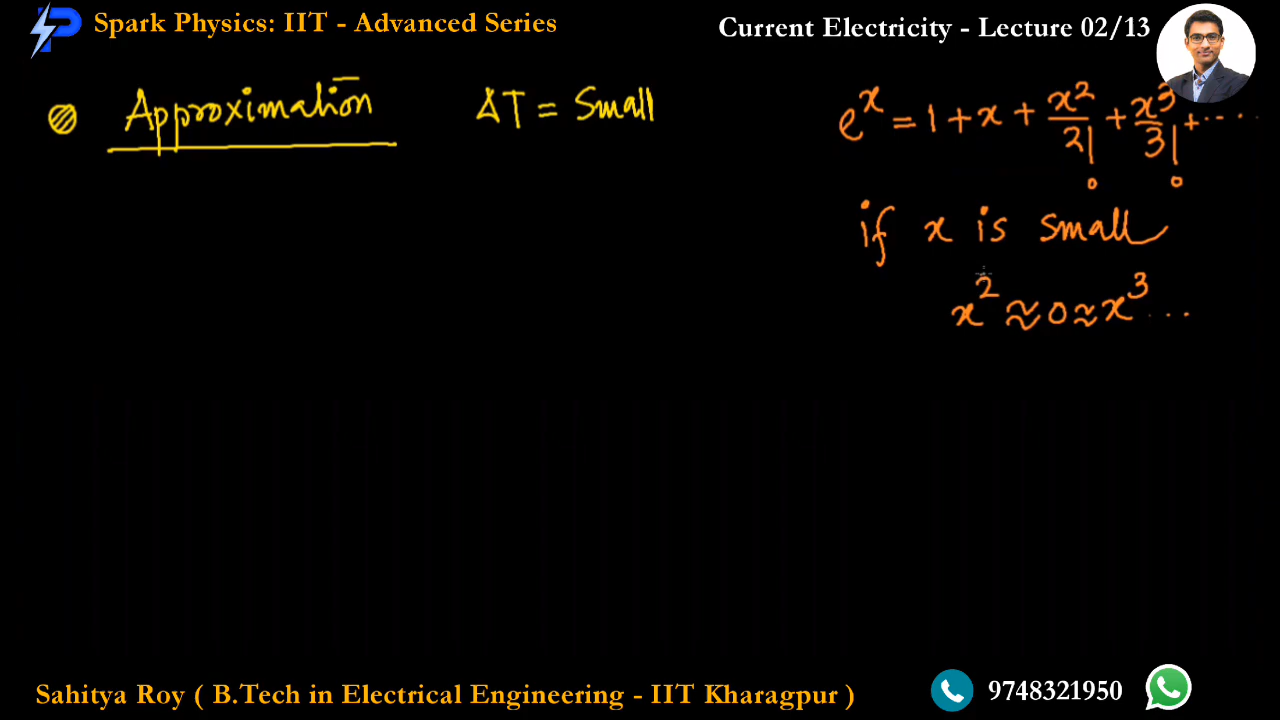 Spark Physics: IIT - Advanced Series
Current Electricity - Lecture 02/13
Approximation
ΔT = Small
e^x = 1 + x + x^2/2! + x^3/3! + ....
if x is small
x^2 ≈ 0 ≈ x^3 ...
Sahitya Roy ( B.Tech in Electrical Engineering - IIT Kharagpur )
9748321950